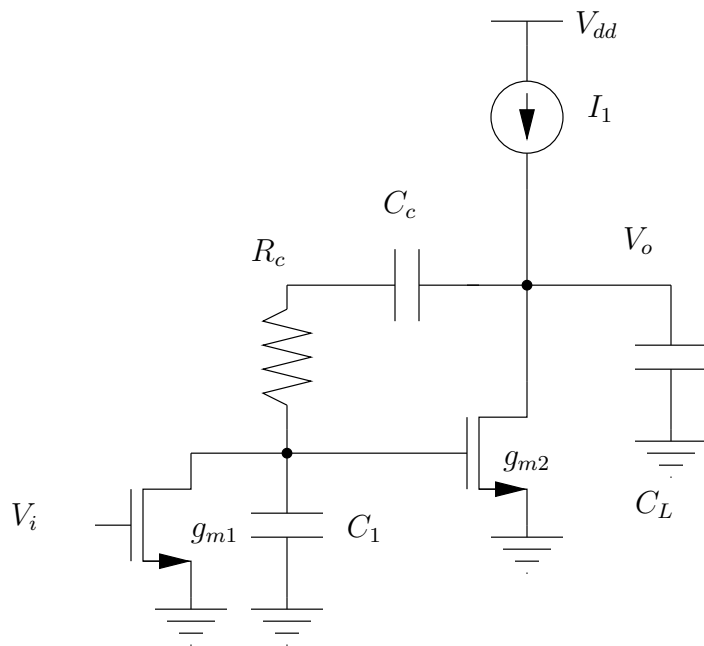 V_{dd}
I_1
C_c
V_o
R_c
g_{m2}
C_L
V_i
g_{m1}
C_1